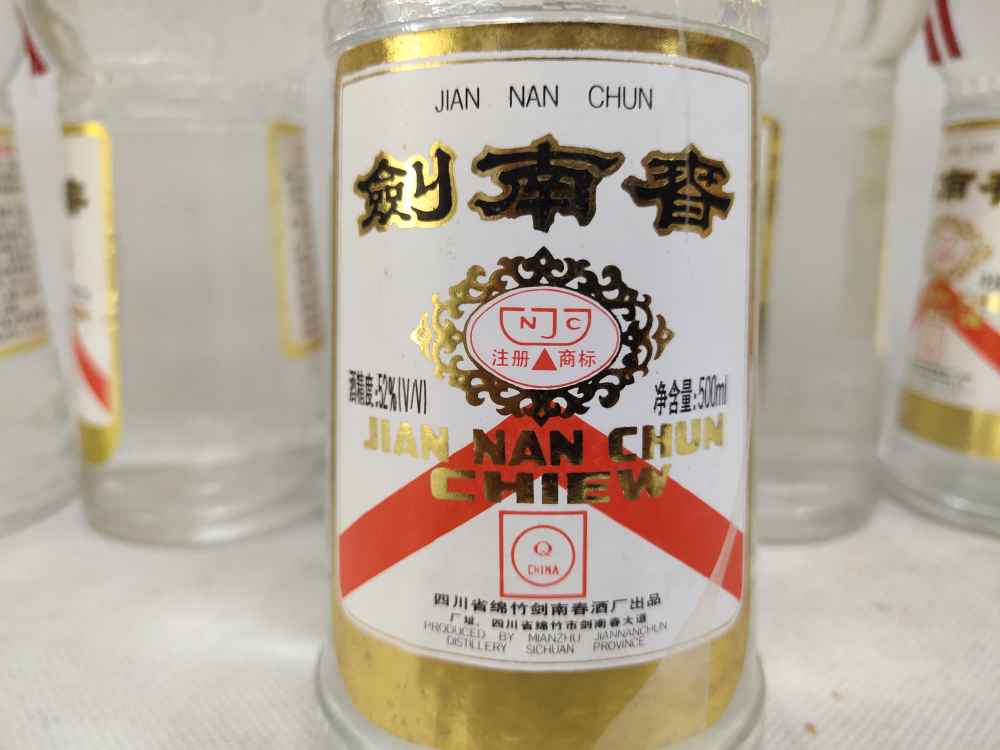 JIAN NAN CHUN
劍南春
NJC
注册商标
酒精度:52%(V/V)
净含量:500ml
JIAN NAN CHUN
CHIEW
Q
CHINA
四川省绵竹剑南春酒厂出品
厂址:四川省绵竹市剑南春大道
PRODUCED BY MIANZHU JIANNANCHUN
DISTILLERY SICHUAN PROVINCE